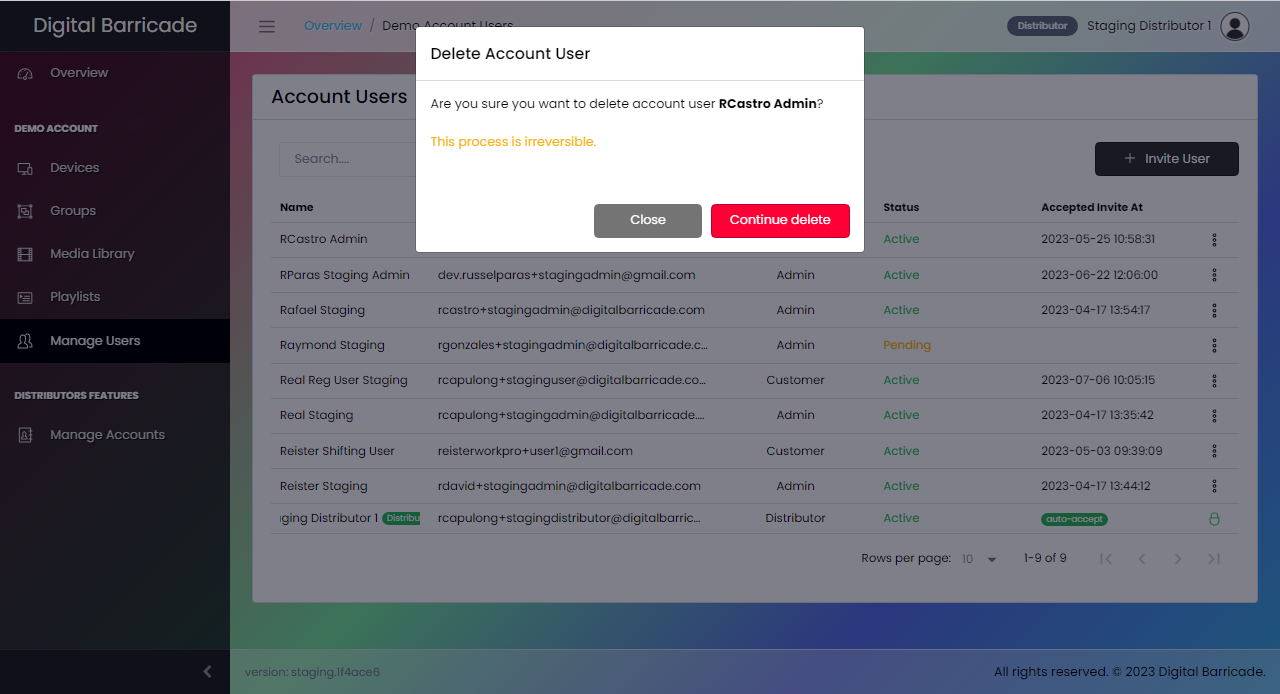 Digital Barricade
Overview / Demo Account Users
Distributor Staging Distributor 1
Overview
DEMO ACCOUNT
Devices
Groups
Media Library
Playlists
Manage Users
DISTRIBUTORS FEATURES
Manage Accounts
Delete Account User
Are you sure you want to delete account user RCastro Admin?
This process is irreversible.
Close Continue delete
Account Users
Search....
+ Invite User
Name Status Accepted Invite At
RCastro Admin Active 2023-05-25 10:58:31
RParas Staging Admin dev.russelparas+stagingadmin@gmail.com Admin Active 2023-06-22 12:06:00
Rafael Staging rcastro+stagingadmin@digitalbarricade.com Admin Active 2023-04-17 13:54:17
Raymond Staging rgonzales+stagingadmin@digitalbarricade.c... Admin Pending
Real Reg User Staging rcapulong+staginguser@digitalbarricade.co... Customer Active 2023-07-06 10:05:15
Real Staging rcapulong+stagingadmin@digitalbarricade.... Admin Active 2023-04-17 13:35:42
Reister Shifting User reisterworkpro+user1@gmail.com Customer Active 2023-05-03 09:39:09
Reister Staging rdavid+stagingadmin@digitalbarricade.com Admin Active 2023-04-17 13:44:12
ging Distributor 1 Distribu rcapulong+stagingdistributor@digitalbarric... Distributor Active auto-accept
Rows per page: 10 1-9 of 9
version: staging.1f4ace6
All rights reserved. © 2023 Digital Barricade.